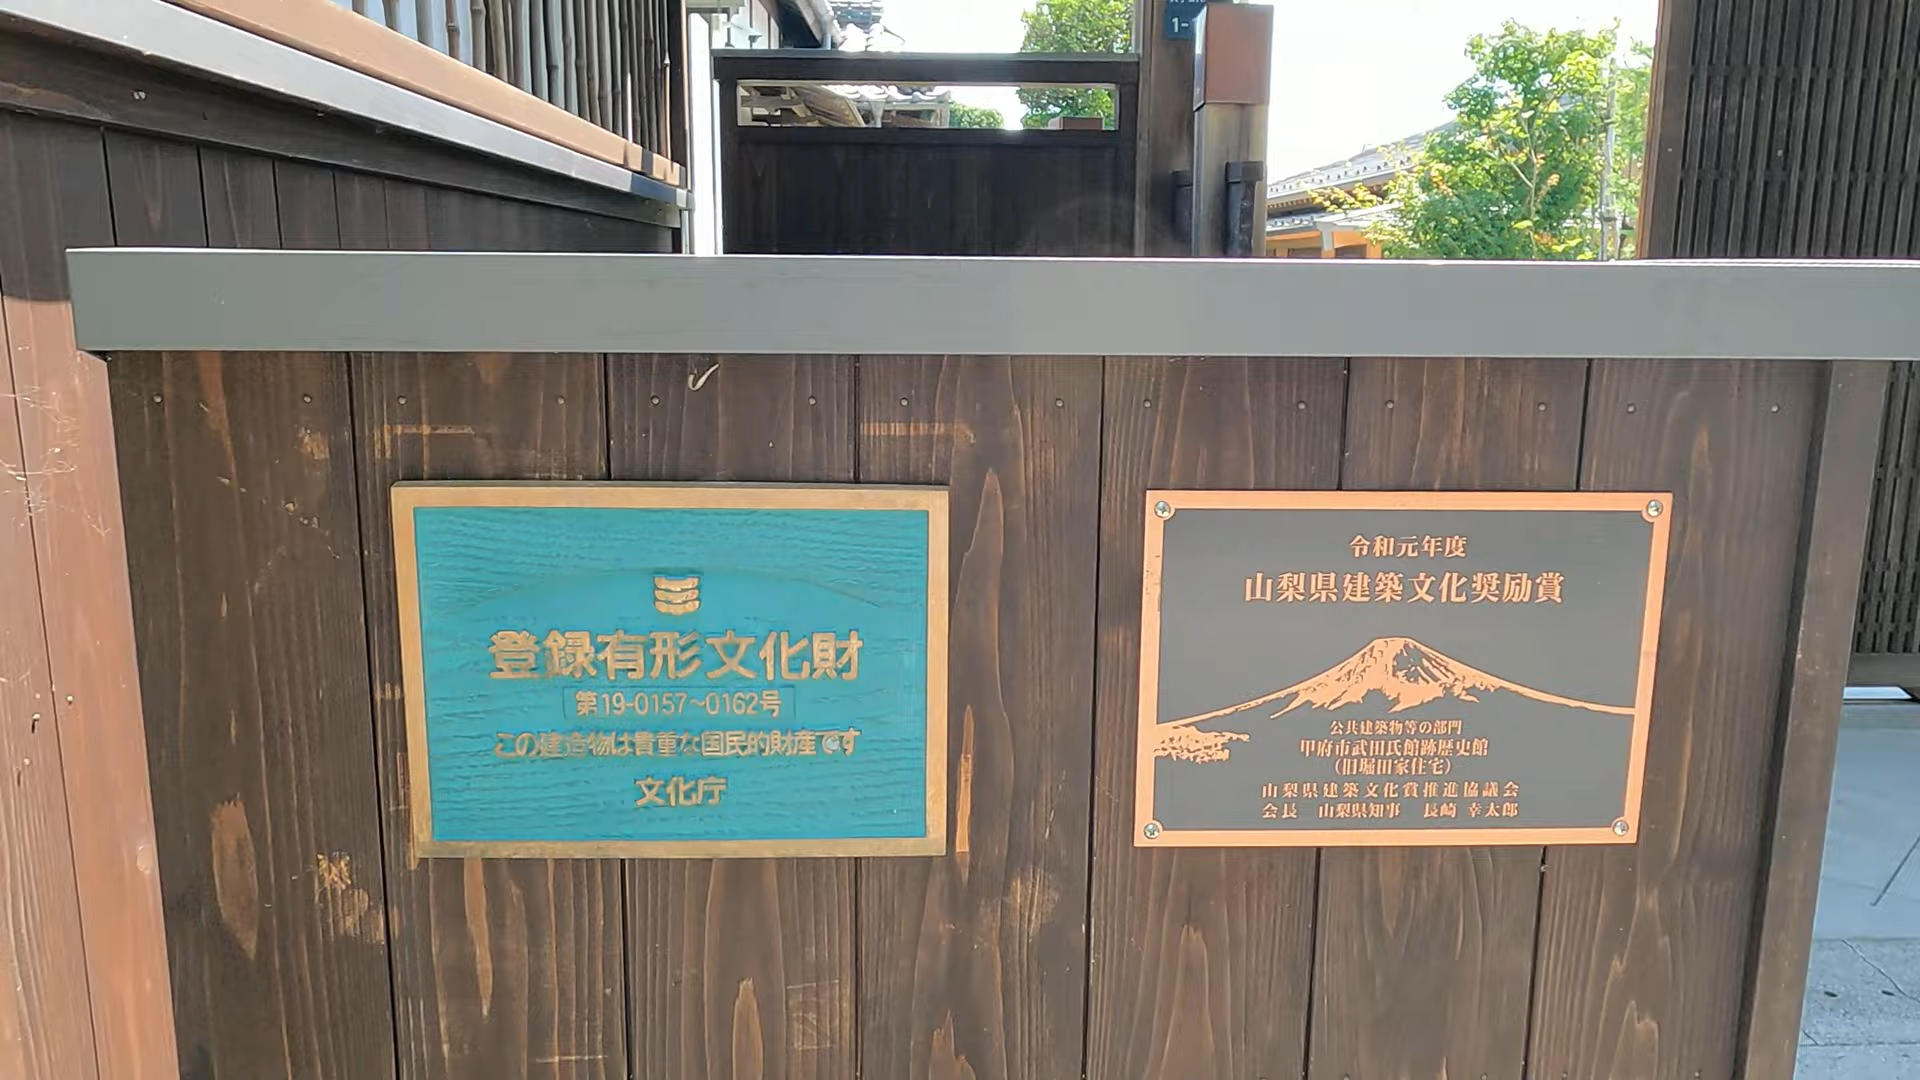 登録有形文化財
第19-0157～0162号
この建造物は貴重な国民的財産です
文化庁
令和元年度
山梨県建築文化奨励賞
公共建築物等の部門
甲府市武田氏館跡歴史館
(旧堀田家住宅)
山梨県建築文化賞推進協議会
会長 山梨県知事 長崎 幸太郎